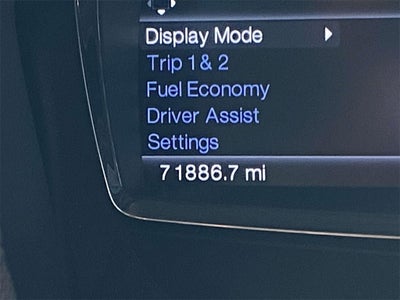 Display Mode
Trip 1 & 2
Fuel Economy
Driver Assist
Settings
71886.7 mi